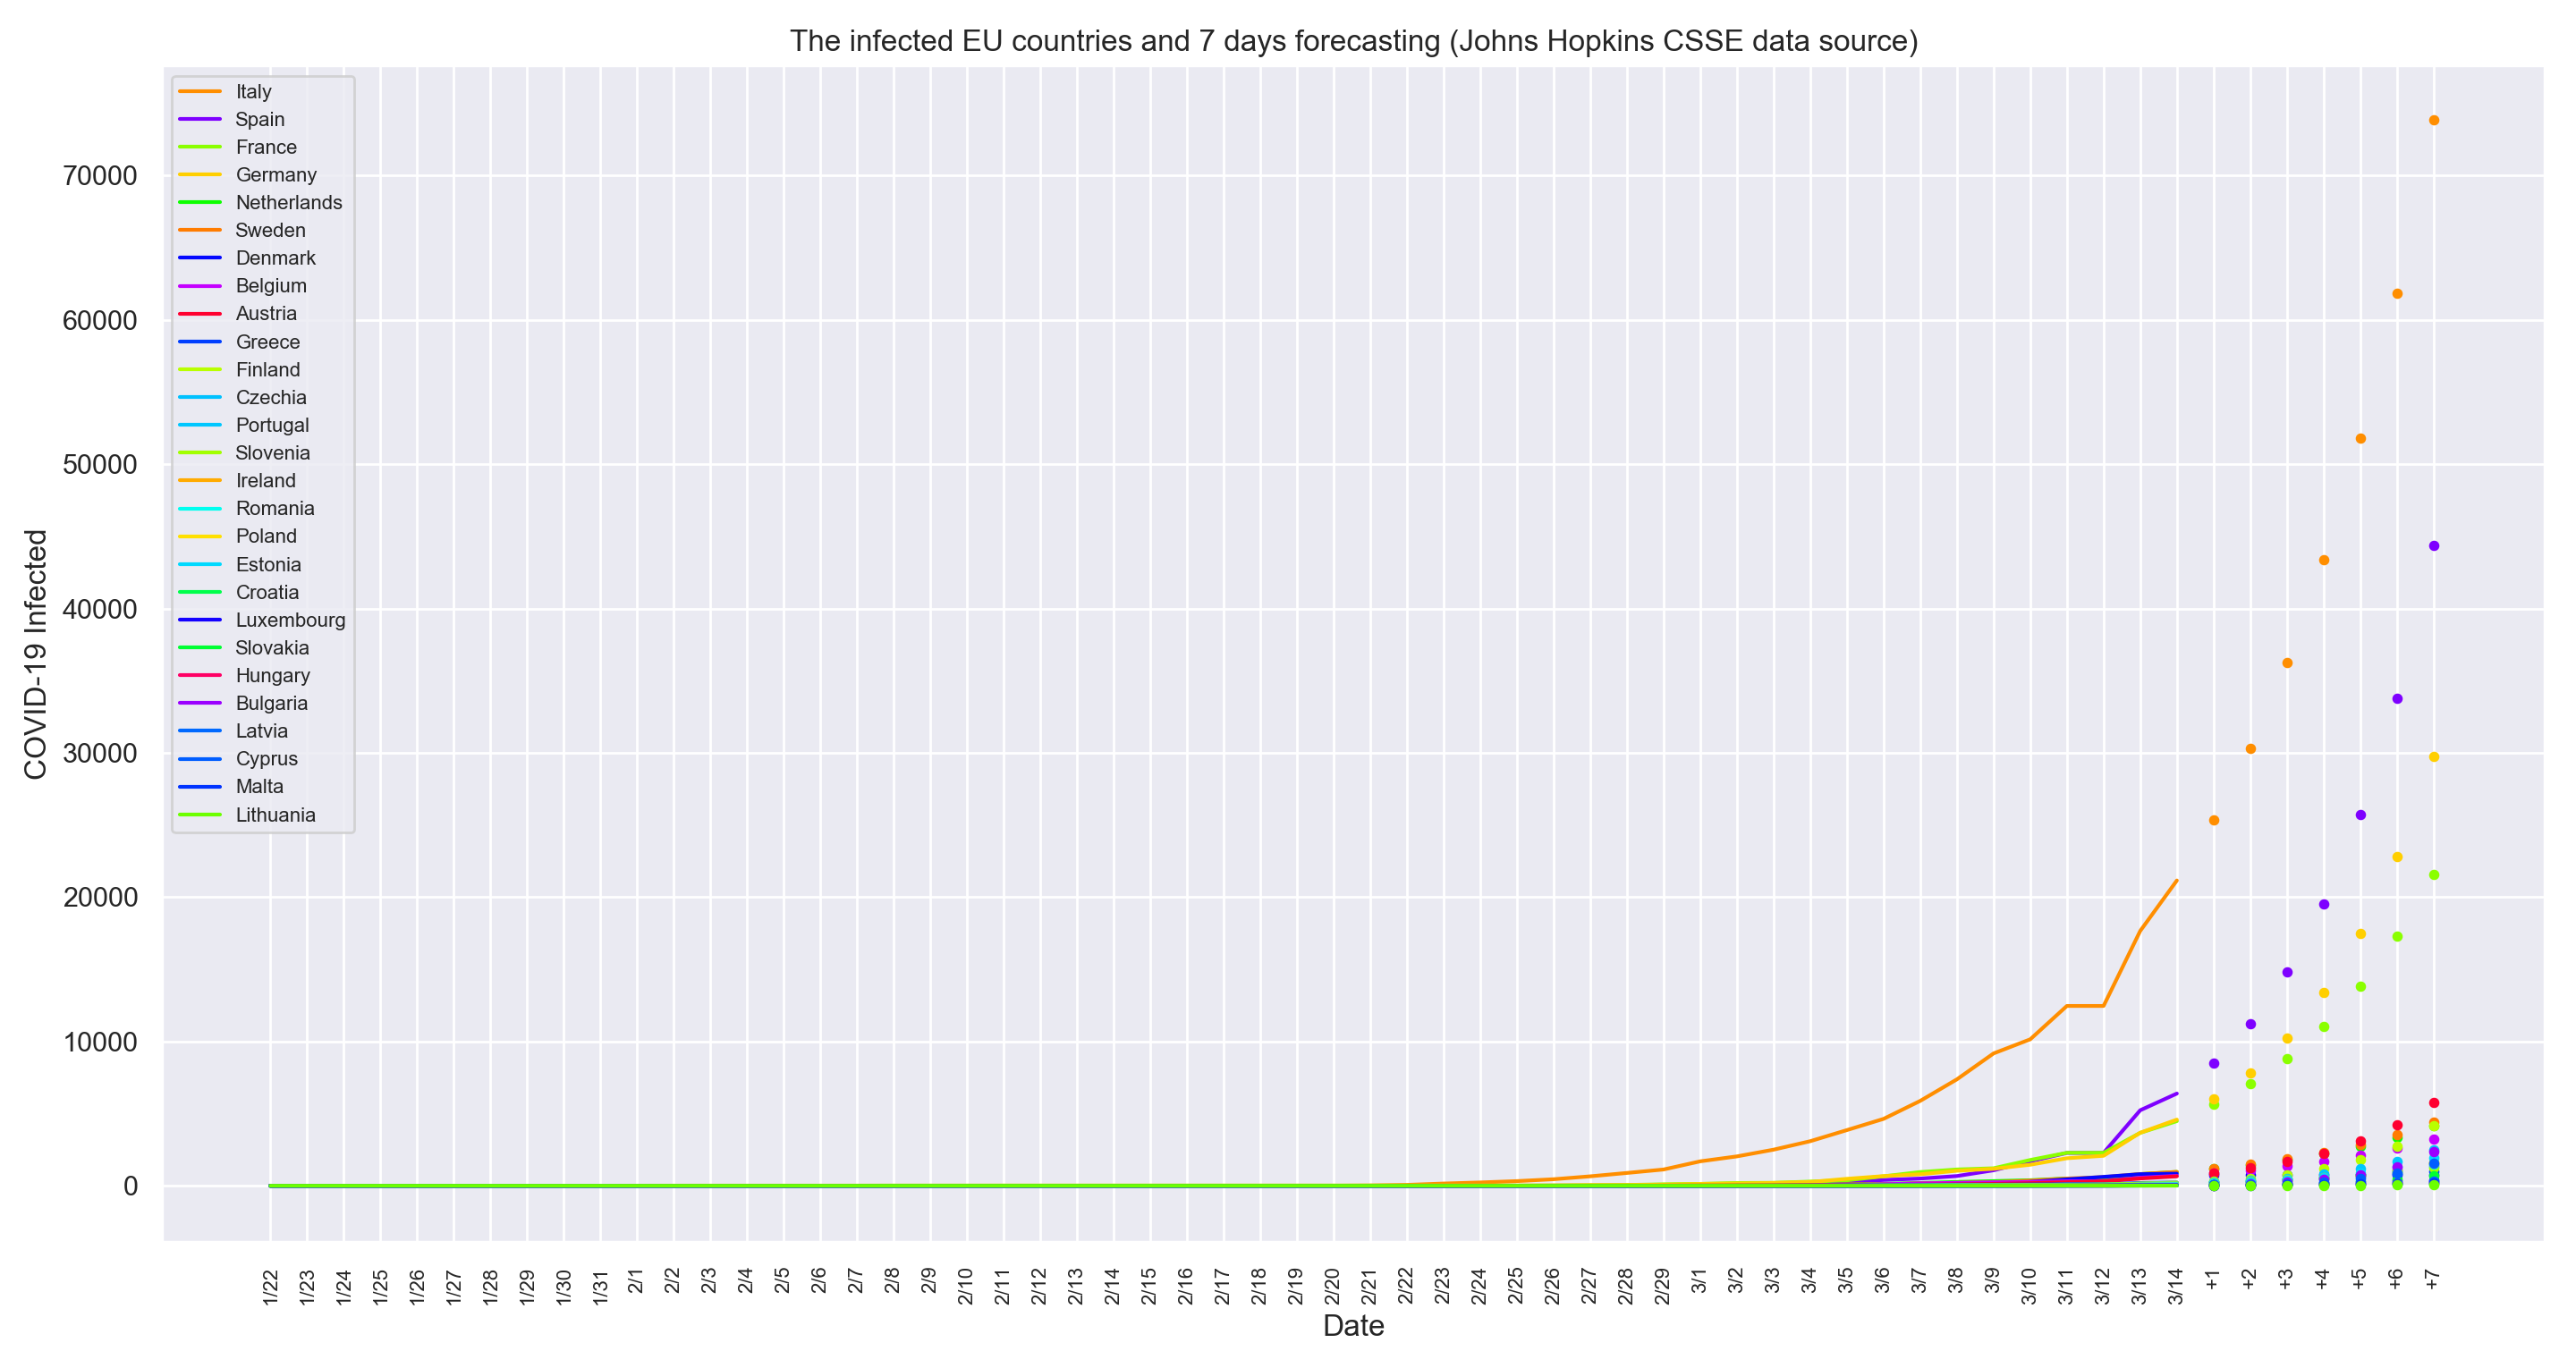 The infected EU countries and 7 days forecasting (Johns Hopkins CSSE data source)
Italy
Spain
France
Germany
Netherlands
Sweden
Denmark
Belgium
Austria
Greece
Finland
Czechia
Portugal
Slovenia
Ireland
Romania
Poland
Estonia
Croatia
Luxembourg
Slovakia
Hungary
Bulgaria
Latvia
Cyprus
Malta
Lithuania
COVID-19 Infected
70000
60000
50000
40000
30000
20000
10000
0
1/22 1/23 1/24 1/25 1/26 1/27 1/28 1/29 1/30 1/31 2/1 2/2 2/3 2/4 2/5 2/6 2/7 2/8 2/9 2/10 2/11 2/12 2/13 2/14 2/15 2/16 2/17 2/18 2/19 2/20 2/21 2/22 2/23 2/24 2/25 2/26 2/27 2/28 2/29 3/1 3/2 3/3 3/4 3/5 3/6 3/7 3/8 3/9 3/10 3/11 3/12 3/13 3/14 +1 +2 +3 +4 +5 +6 +7
Date